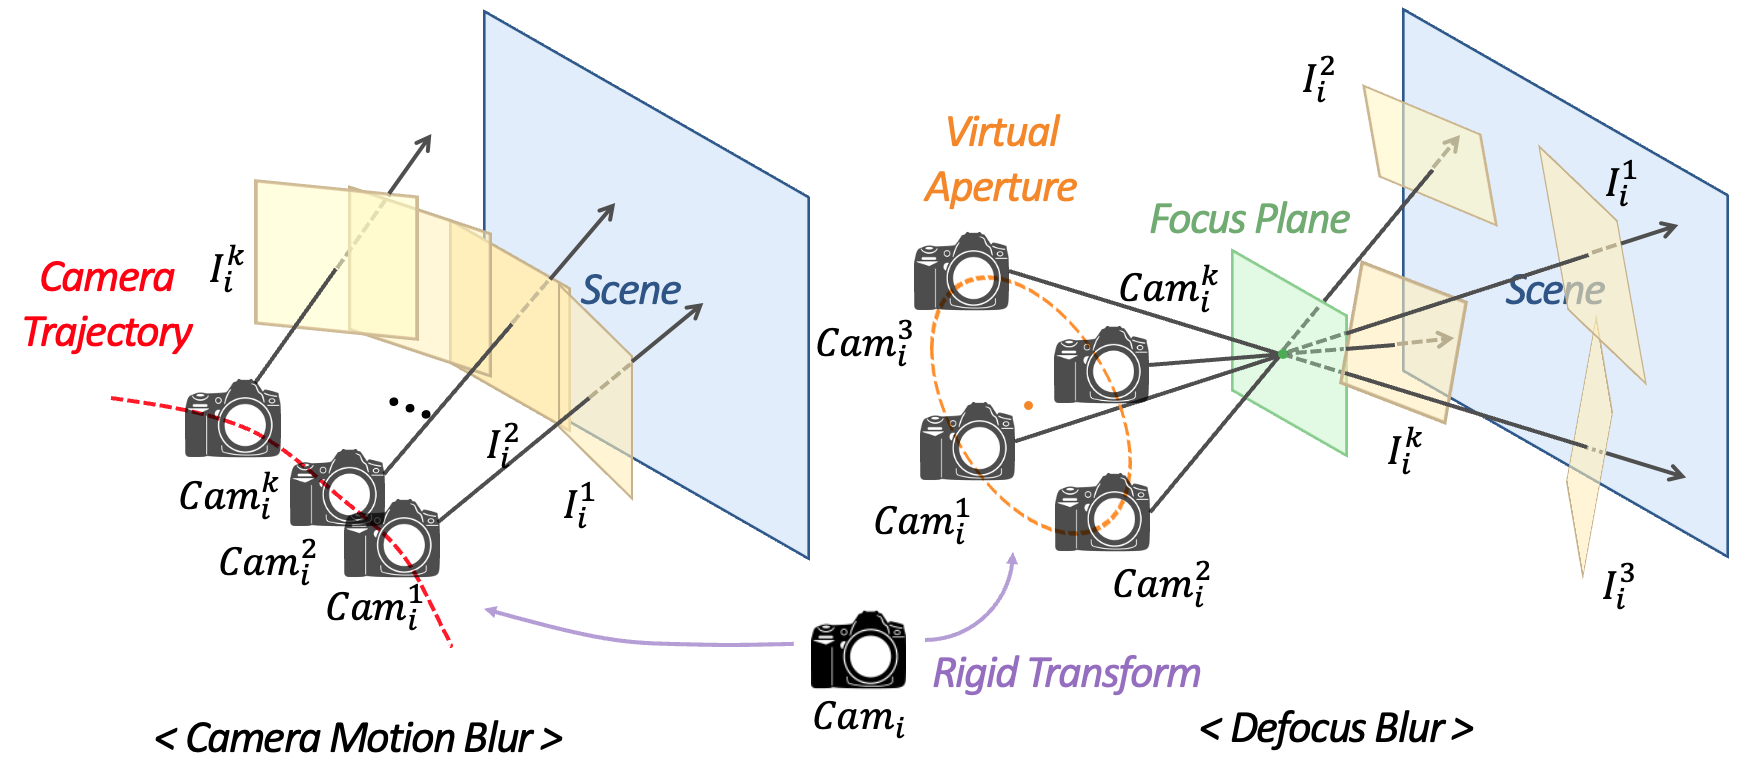 Camera
Trajectory
I_i^k
Cam_i^k
Cam_i^2
Cam_i^1
I_i^2
I_i^1
Scene
< Camera Motion Blur >
Cam_i
Rigid Transform
Virtual
Aperture
Focus Plane
Cam_i^3
Cam_i^k
Cam_i^1
Cam_i^2
I_i^2
I_i^1
Scene
I_i^k
I_i^3
< Defocus Blur >